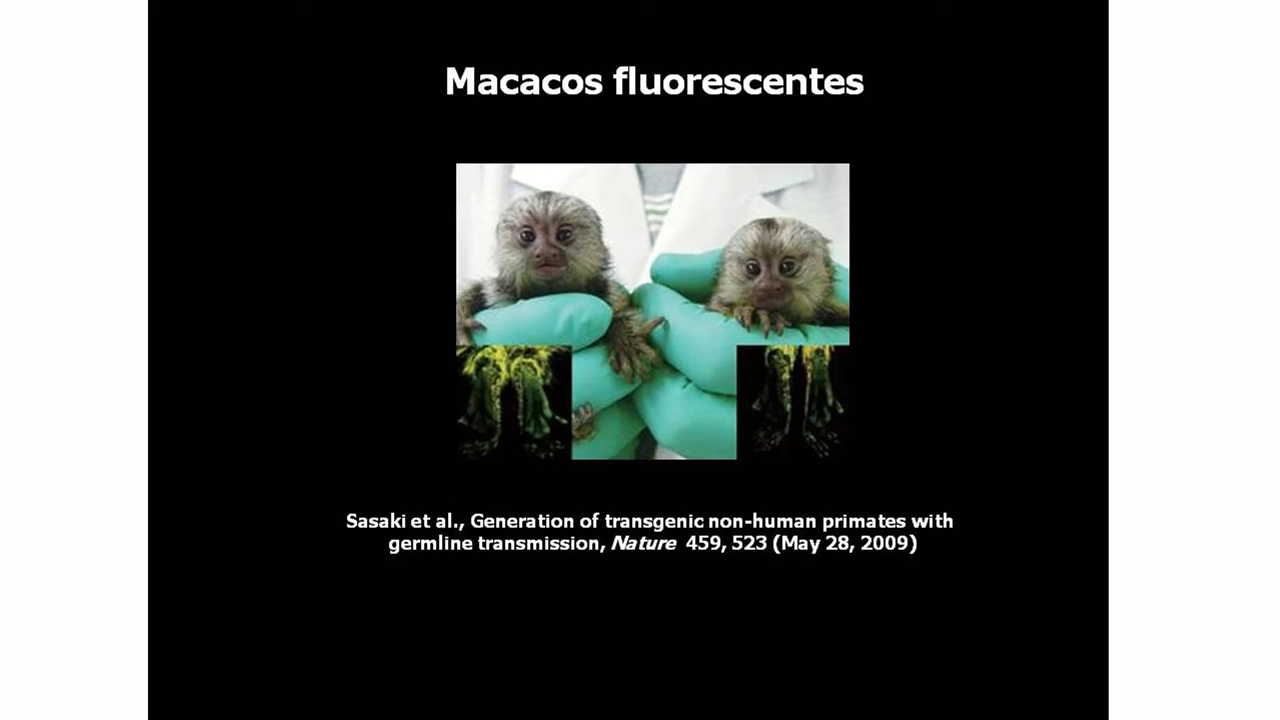 Macacos fluorescentes
Sasaki et al., Generation of transgenic non-human primates with
germline transmission, Nature 459, 523 (May 28, 2009)